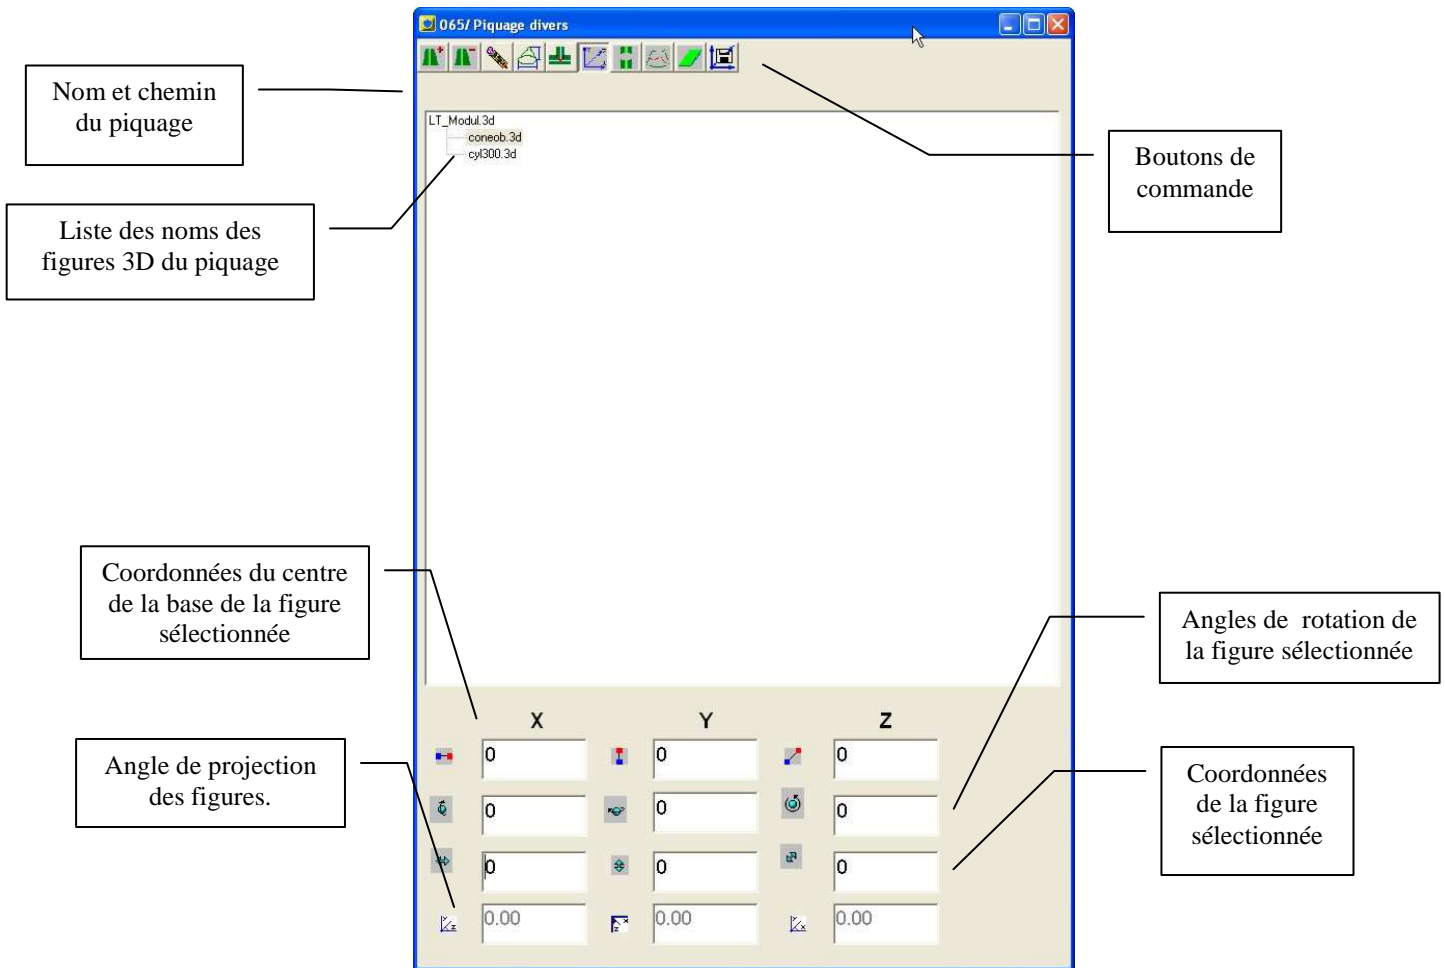 065/ Piquage divers
Nom et chemin
du piquage
LT_Modul.3d
coneob.3d
cyl300.3d
Boutons de
commande
Liste des noms des
figures 3D du piquage
Coordonnées du centre
de la base de la figure
sélectionnée
Angles de rotation de
la figure sélectionnée
X Y Z
0 0 0
Angle de projection
des figures.
Coordonnées
de la figure
sélectionnée
0 0 0
0 0 0
0.00 0.00 0.00